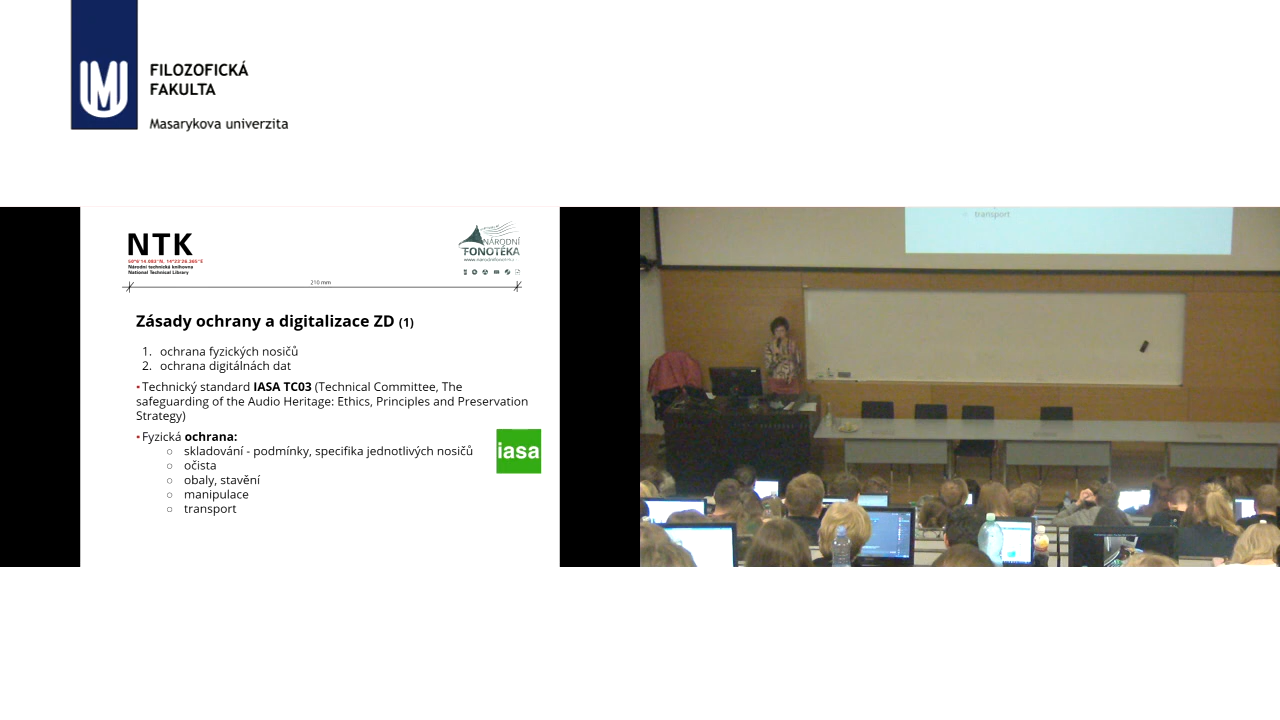 FILOZOFICKÁ
FAKULTA
Masarykova univerzita
NTK
Národní technická knihovna
National Technical Library
NÁRODNÍ
FONOTÉKA
210 mm
Zásady ochrany a digitalizace ZD (1)
1. ochrana fyzických nosičů
2. ochrana digitálnách dat
•Technický standard IASA TC03 (Technical Committee, The
safeguarding of the Audio Heritage: Ethics, Principles and Preservation
Strategy)
•Fyzická ochrana:
○ skladování - podmínky, specifika jednotlivých nosičů
○ očista
○ obaly, stavění
○ manipulace
○ transport
iasa
transport